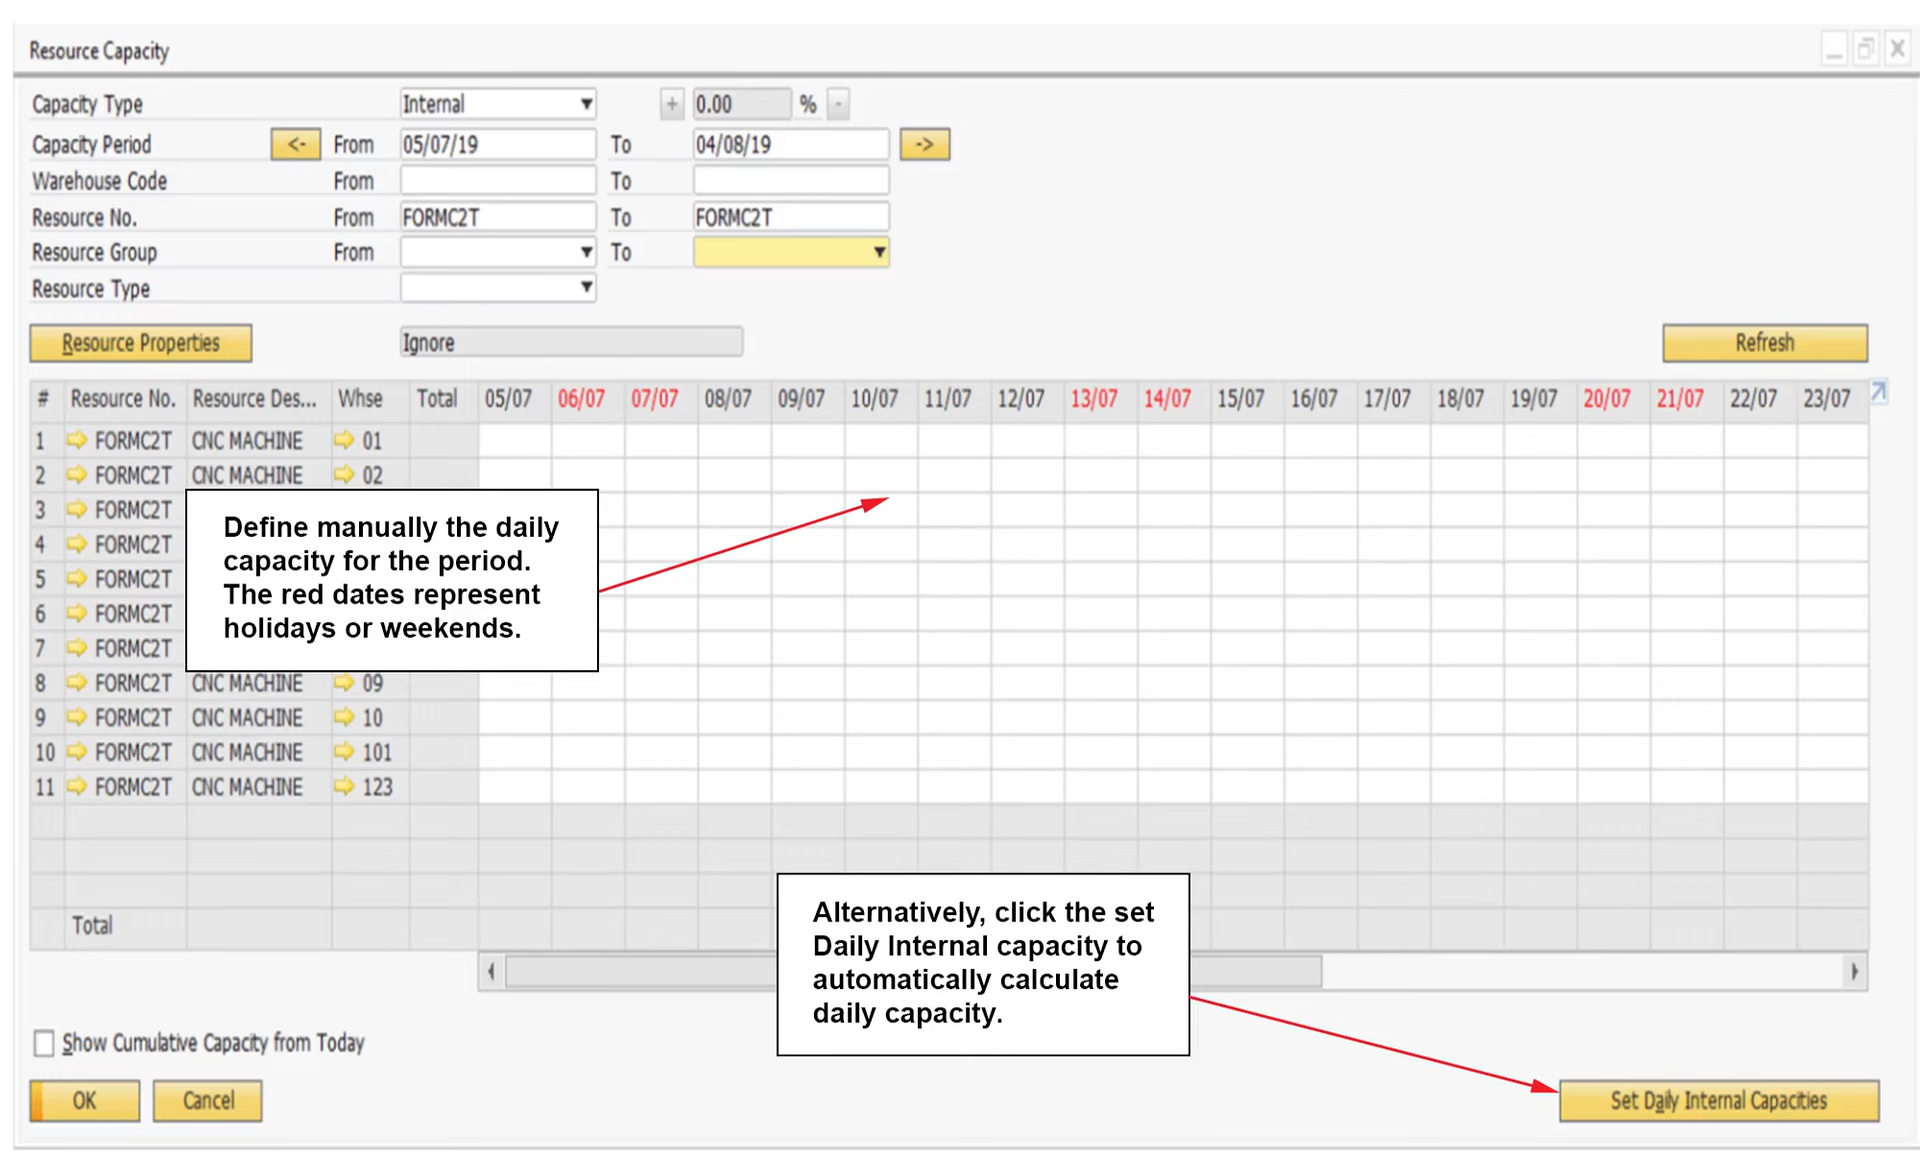 Resource Capacity
Capacity Type Internal + 0.00 % -
Capacity Period <- From 05/07/19 To 04/08/19 ->
Warehouse Code From To
Resource No. From FORMC2T To FORMC2T
Resource Group From To
Resource Type
Resource Properties Ignore Refresh
# Resource No. Resource Des... Whse Total 05/07 06/07 07/07 08/07 09/07 10/07 11/07 12/07 13/07 14/07 15/07 16/07 17/07 18/07 19/07 20/07 21/07 22/07 23/07
1 FORMC2T CNC MACHINE 01
2 FORMC2T CNC MACHINE 02
3 FORMC2T
4 FORMC2T
5 FORMC2T
6 FORMC2T
7 FORMC2T
Define manually the daily
capacity for the period.
The red dates represent
holidays or weekends.
8 FORMC2T CNC MACHINE 09
9 FORMC2T CNC MACHINE 10
10 FORMC2T CNC MACHINE 101
11 FORMC2T CNC MACHINE 123
Total
Alternatively, click the set
Daily Internal capacity to
automatically calculate
daily capacity.
Show Cumulative Capacity from Today
OK Cancel Set Daily Internal Capacities